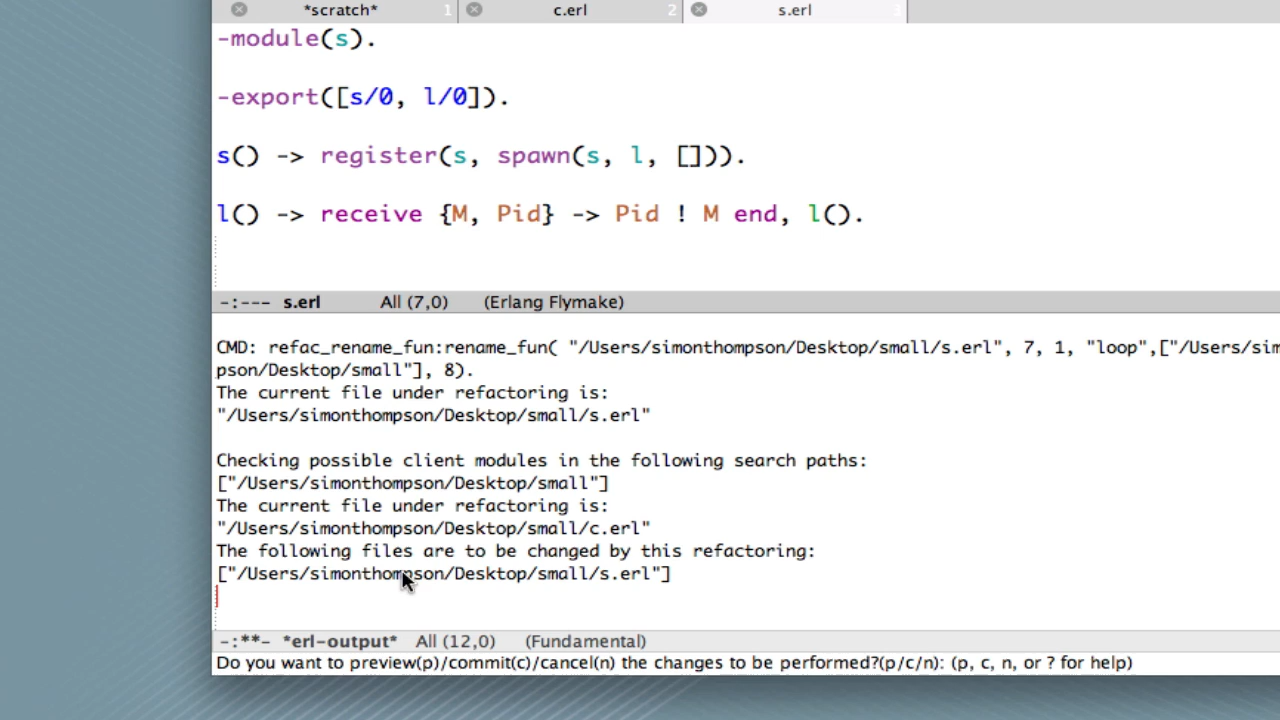 *scratch* 1 c.erl 2 s.erl 3
-module(s).
-export([s/0, l/0]).
s() -> register(s, spawn(s, l, [])).
l() -> receive {M, Pid} -> Pid ! M end, l().
-:--- s.erl All (7,0) (Erlang Flymake)
CMD: refac_rename_fun:rename_fun( "/Users/simonthompson/Desktop/small/s.erl", 7, 1, "loop",["/Users/sim
pson/Desktop/small"], 8).
The current file under refactoring is:
"/Users/simonthompson/Desktop/small/s.erl"
Checking possible client modules in the following search paths:
["/Users/simonthompson/Desktop/small"]
The current file under refactoring is:
"/Users/simonthompson/Desktop/small/c.erl"
The following files are to be changed by this refactoring:
["/Users/simonthompson/Desktop/small/s.erl"]
-:**- *erl-output* All (12,0) (Fundamental)
Do you want to preview(p)/commit(c)/cancel(n) the changes to be performed?(p/c/n): (p, c, n, or ? for help)